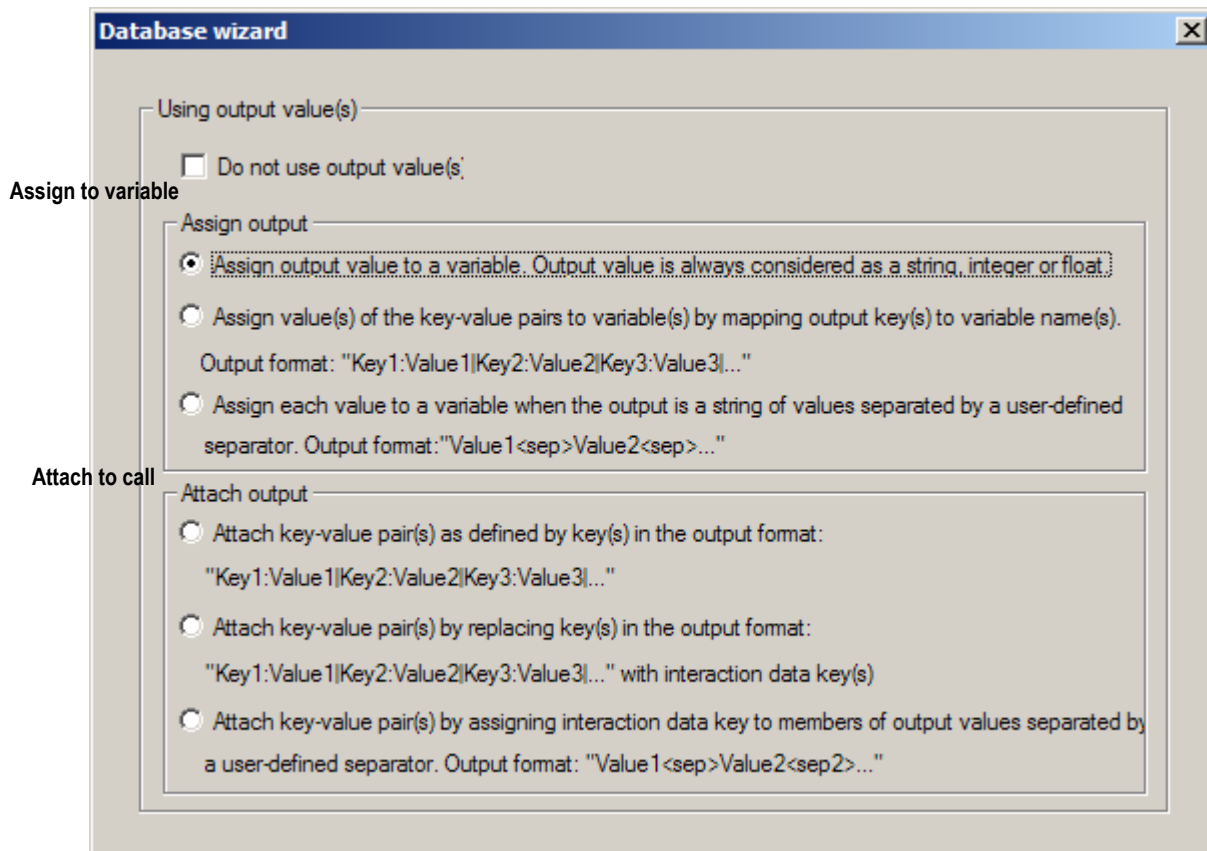 Database wizard
Using output value(s)
Do not use output value(s)
Assign to variable
Assign output
Assign output value to a variable. Output value is always considered as a string, integer or float.
Assign value(s) of the key-value pairs to variable(s) by mapping output key(s) to variable name(s).
Output format: "Key1:Value1|Key2:Value2|Key3:Value3|..."
Assign each value to a variable when the output is a string of values separated by a user-defined
separator. Output format:"Value1<sep>Value2<sep>..."
Attach to call
Attach output
Attach key-value pair(s) as defined by key(s) in the output format:
"Key1:Value1|Key2:Value2|Key3:Value3|..."
Attach key-value pair(s) by replacing key(s) in the output format:
"Key1:Value1|Key2:Value2|Key3:Value3|..." with interaction data key(s)
Attach key-value pair(s) by assigning interaction data key to members of output values separated by
a user-defined separator. Output format: "Value1<sep>Value2<sep2>..."